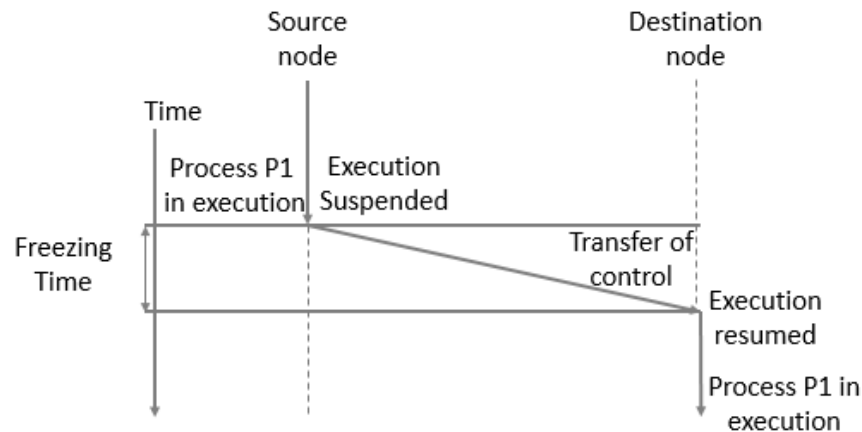 Source
node
Destination
node
Time
Process P1
in execution
Execution
Suspended
Freezing
Time
Transfer of
control
Execution
resumed
Process P1 in
execution